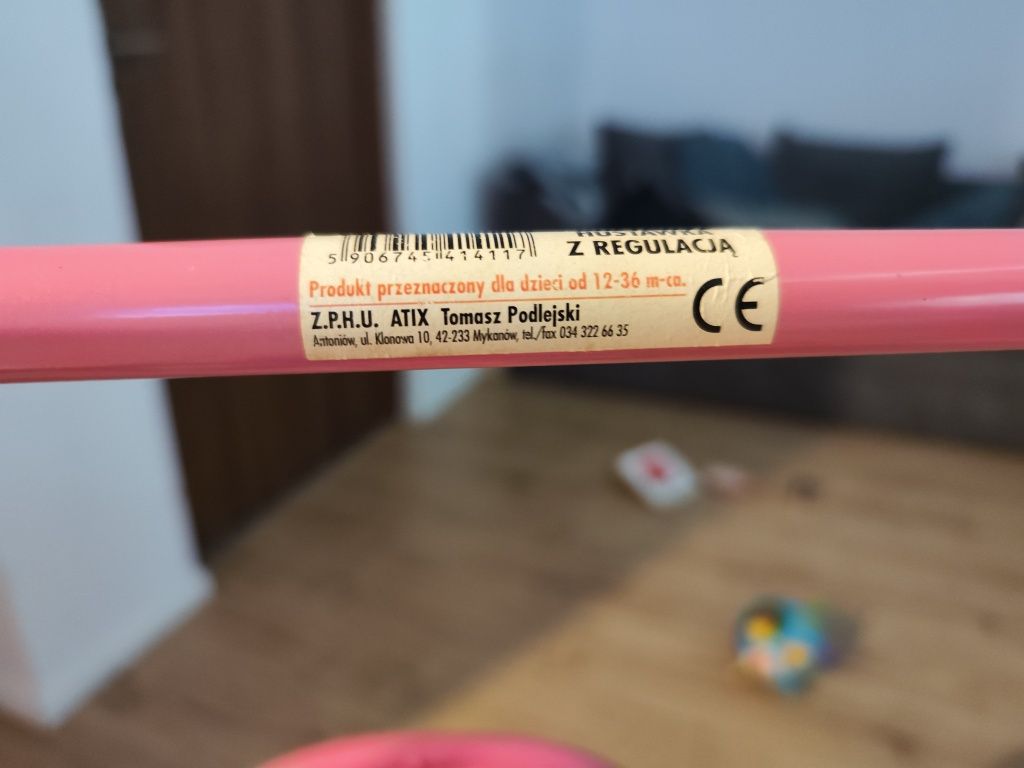 HUŚTAWKA
Z REGULACJĄ
5 906745 414117
Produkt przeznaczony dla dzieci od 12-36 m-ca.
Z.P.H.U. ATIX Tomasz Podlejski
Antoniów, ul. Klonowa 10, 42-233 Mykanów, tel./fax 034 322 66 35
CE